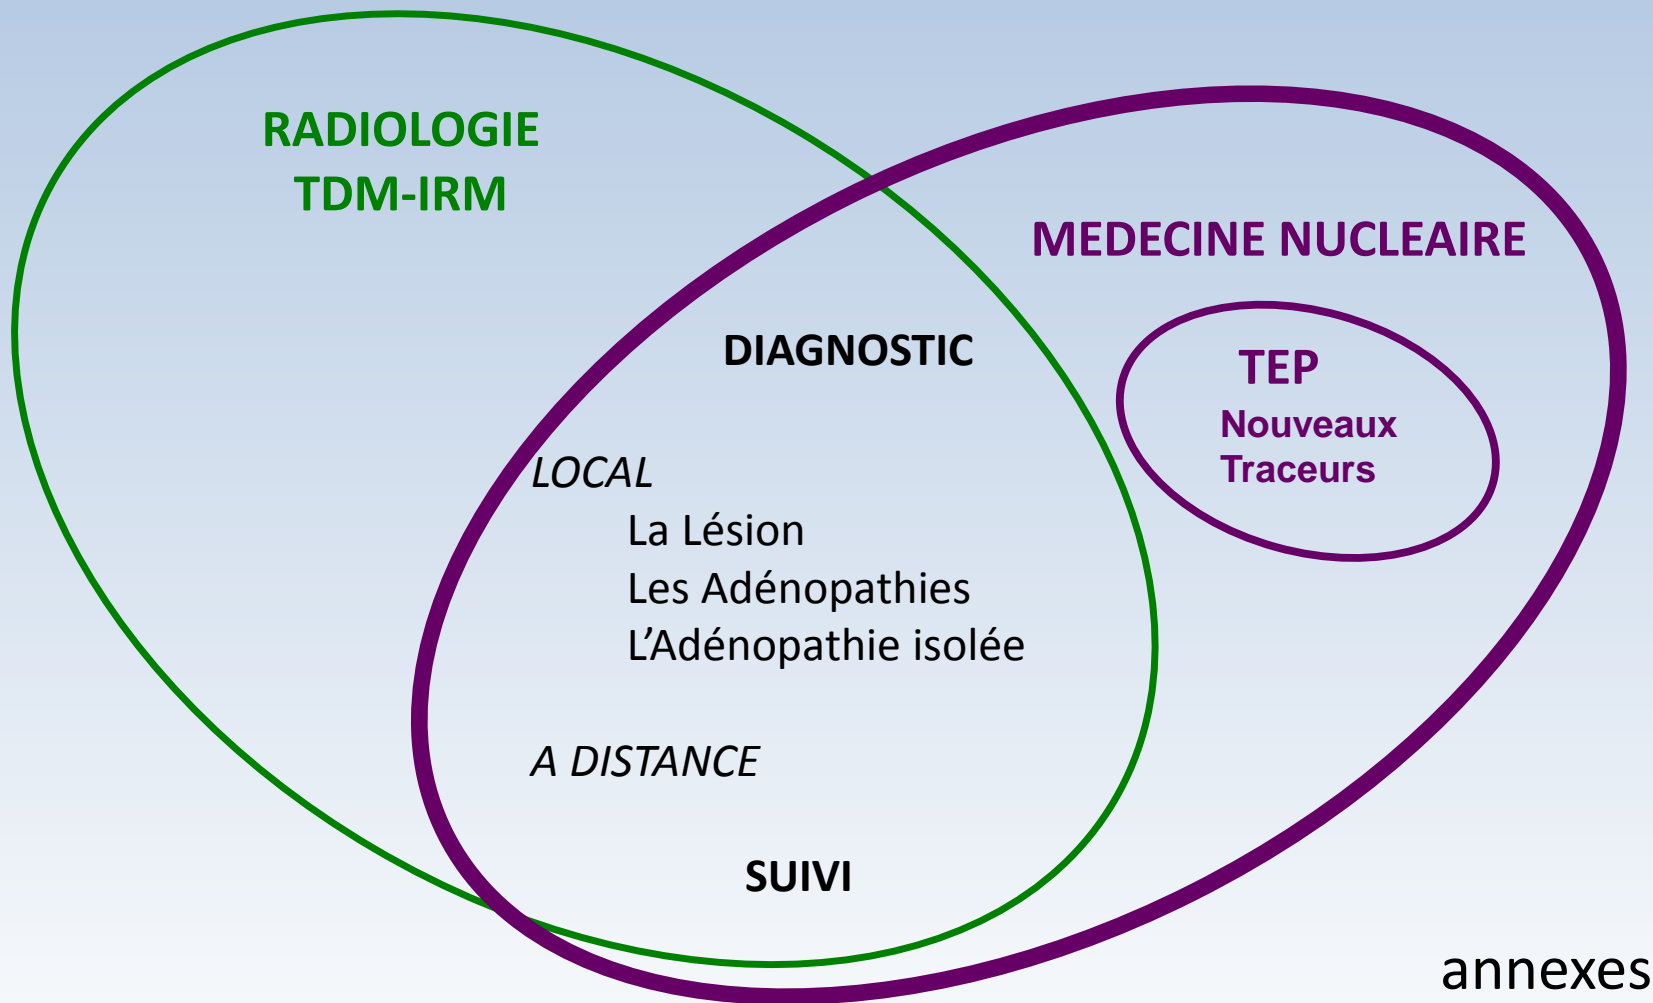 RADIOLOGIE
TDM-IRM
MEDECINE NUCLEAIRE
DIAGNOSTIC
TEP
Nouveaux
Traceurs
LOCAL
La Lésion
Les Adénopathies
L’Adénopathie isolée
A DISTANCE
SUIVI
annexes